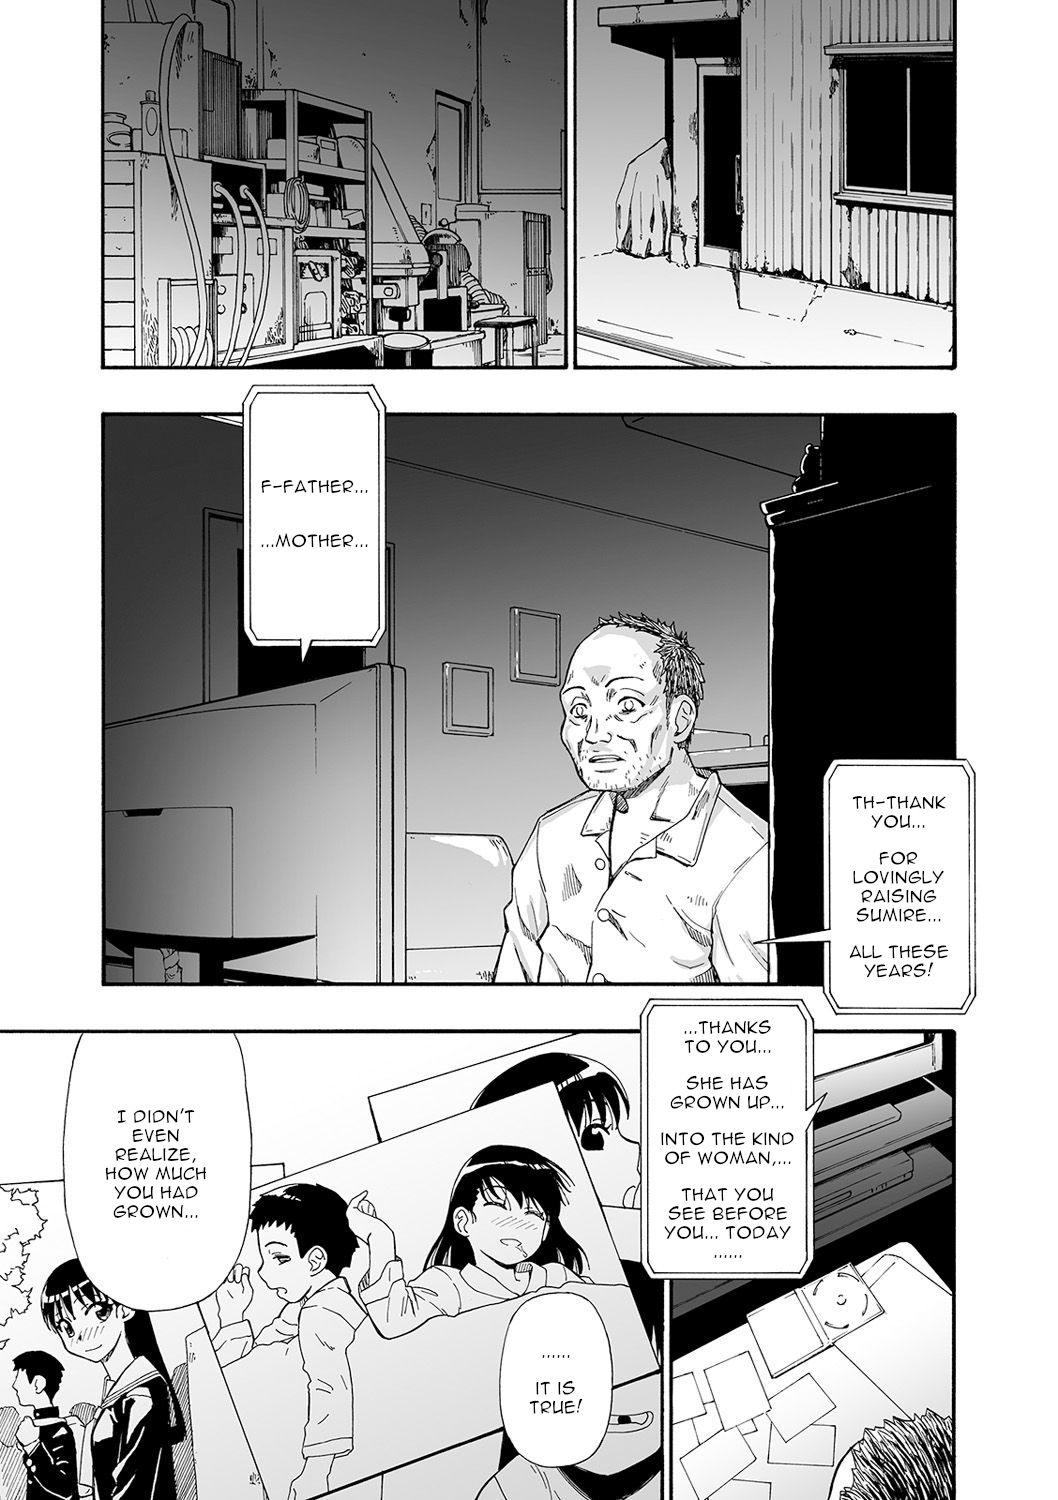 F-FATHER...
...MOTHER...
TH-THANK
YOU...
FOR
LOVINGLY
RAISING
SUMIRE...
ALL THESE
YEARS!
...THANKS
TO YOU...
SHE HAS
GROWN UP...
INTO THE KIND
OF WOMAN,...
THAT YOU
SEE BEFORE
YOU... TODAY
......
......
IT IS
TRUE!
I DIDN'T
EVEN
REALIZE,
HOW MUCH
YOU HAD
GROWN...